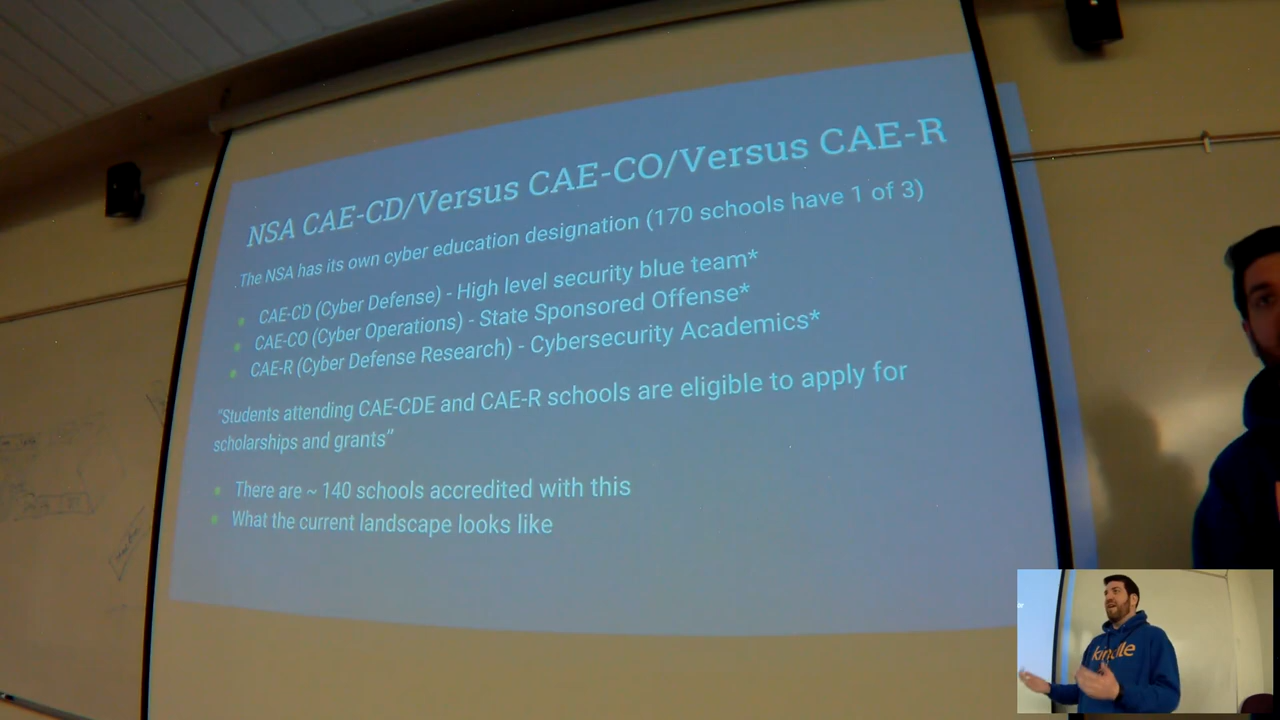 NSA CAE-CD/Versus CAE-CO/Versus CAE-R
The NSA has its own cyber education designation (170 schools have 1 of 3)
CAE-CD (Cyber Defense) - High level security blue team*
CAE-CO (Cyber Operations) - State Sponsored Offense*
CAE-R (Cyber Defense Research) - Cybersecurity Academics*
"Students attending CAE-CDE and CAE-R schools are eligible to apply for
scholarships and grants"
There are ~ 140 schools accredited with this
What the current landscape looks like
kindle